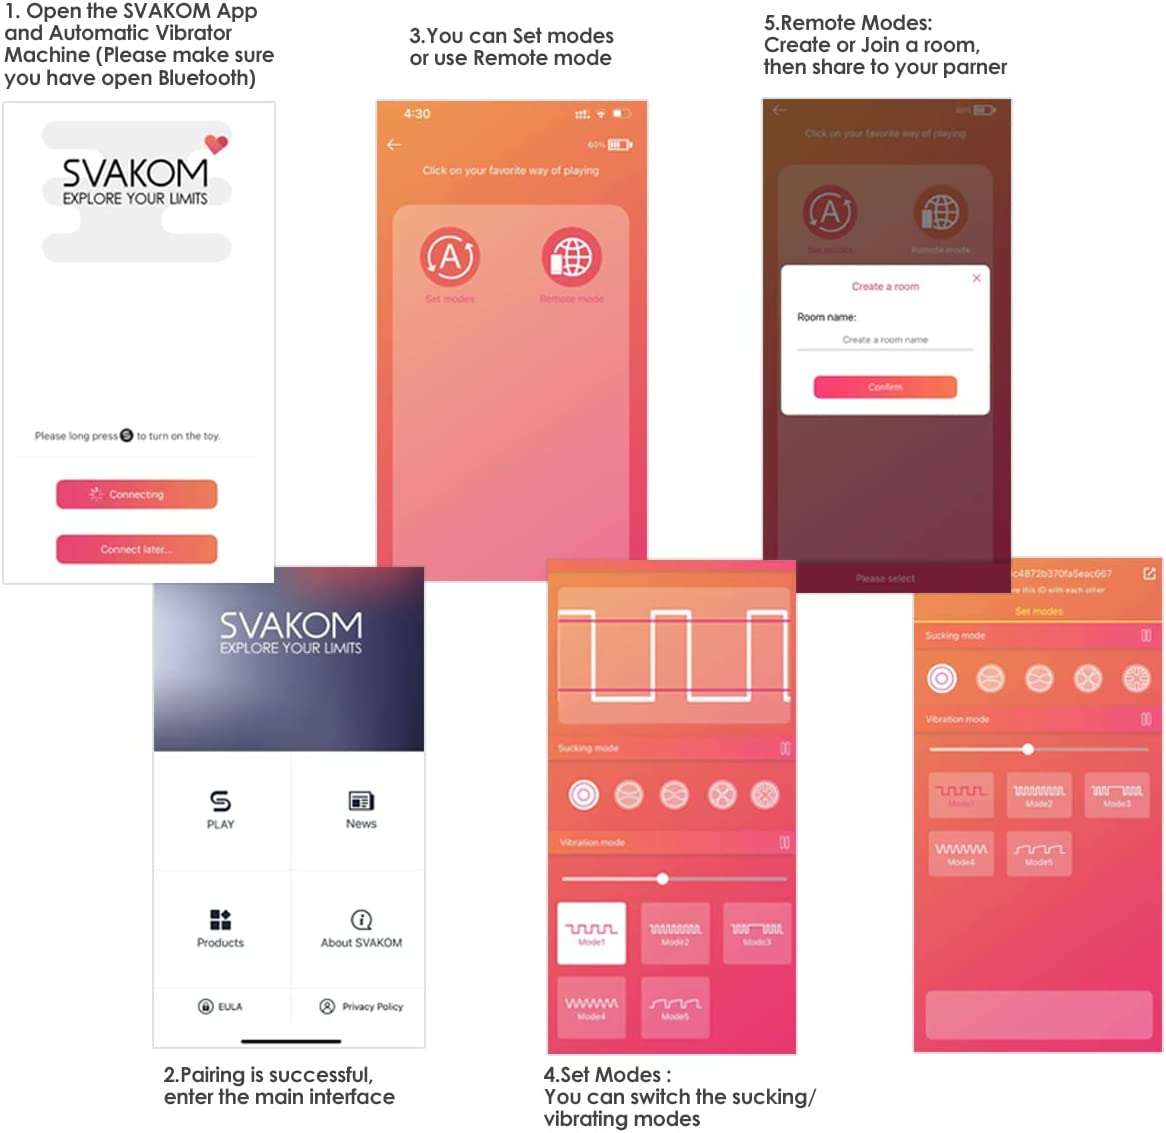 1. Open the SVAKOM App
and Automatic Vibrator
Machine (Please make sure
you have open Bluetooth)
SVAKOM
EXPLORE YOUR LIMITS
Please long press S to turn on the toy.
Connecting
Connect later...
SVAKOM
EXPLORE YOUR LIMITS
PLAY
News
Products
About SVAKOM
EULA
Privacy Policy
2.Pairing is successful,
enter the main interface
3.You can Set modes
or use Remote mode
4:30
60%
Click on your favorite way of playing
A
Set modes
Remote mode
Sucking mode
Vibration mode
Mode1
Mode2
Mode3
Mode4
Mode5
4.Set Modes :
You can switch the sucking/
vibrating modes
5.Remote Modes:
Create or Join a room,
then share to your parner
60%
Click on your favorite way of playing
A
Set modes
Remote mode
Create a room
Room name:
Create a room name
Confirm
Please select
c4872b370fa5eac667
this ID with each other
Set modes
Sucking mode
Vibration mode
Mode1
Mode2
Mode3
Mode4
Mode5